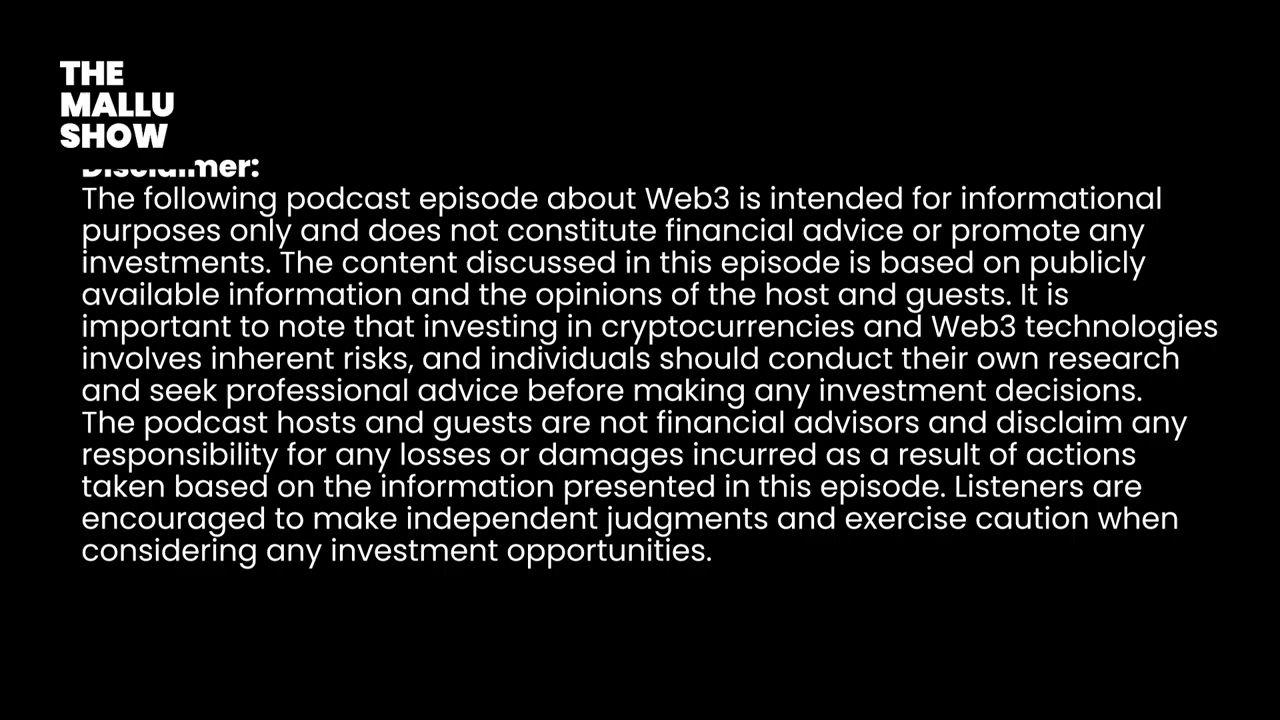 THE
MALLU
SHOW
Disclaimer:
The following podcast episode about Web3 is intended for informational
purposes only and does not constitute financial advice or promote any
investments. The content discussed in this episode is based on publicly
available information and the opinions of the host and guests. It is
important to note that investing in cryptocurrencies and Web3 technologies
involves inherent risks, and individuals should conduct their own research
and seek professional advice before making any investment decisions.
The podcast hosts and guests are not financial advisors and disclaim any
responsibility for any losses or damages incurred as a result of actions
taken based on the information presented in this episode. Listeners are
encouraged to make independent judgments and exercise caution when
considering any investment opportunities.